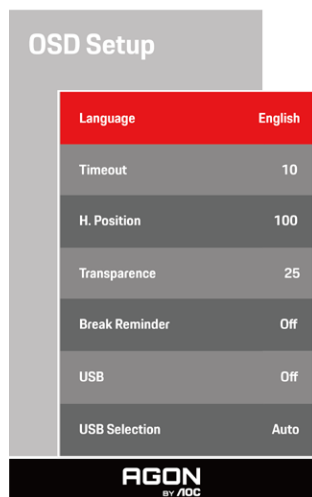 OSD Setup
Language English
Timeout 10
H. Position 100
Transparence 25
Break Reminder Off
USB Off
USB Selection Auto
AGON
BY AOC